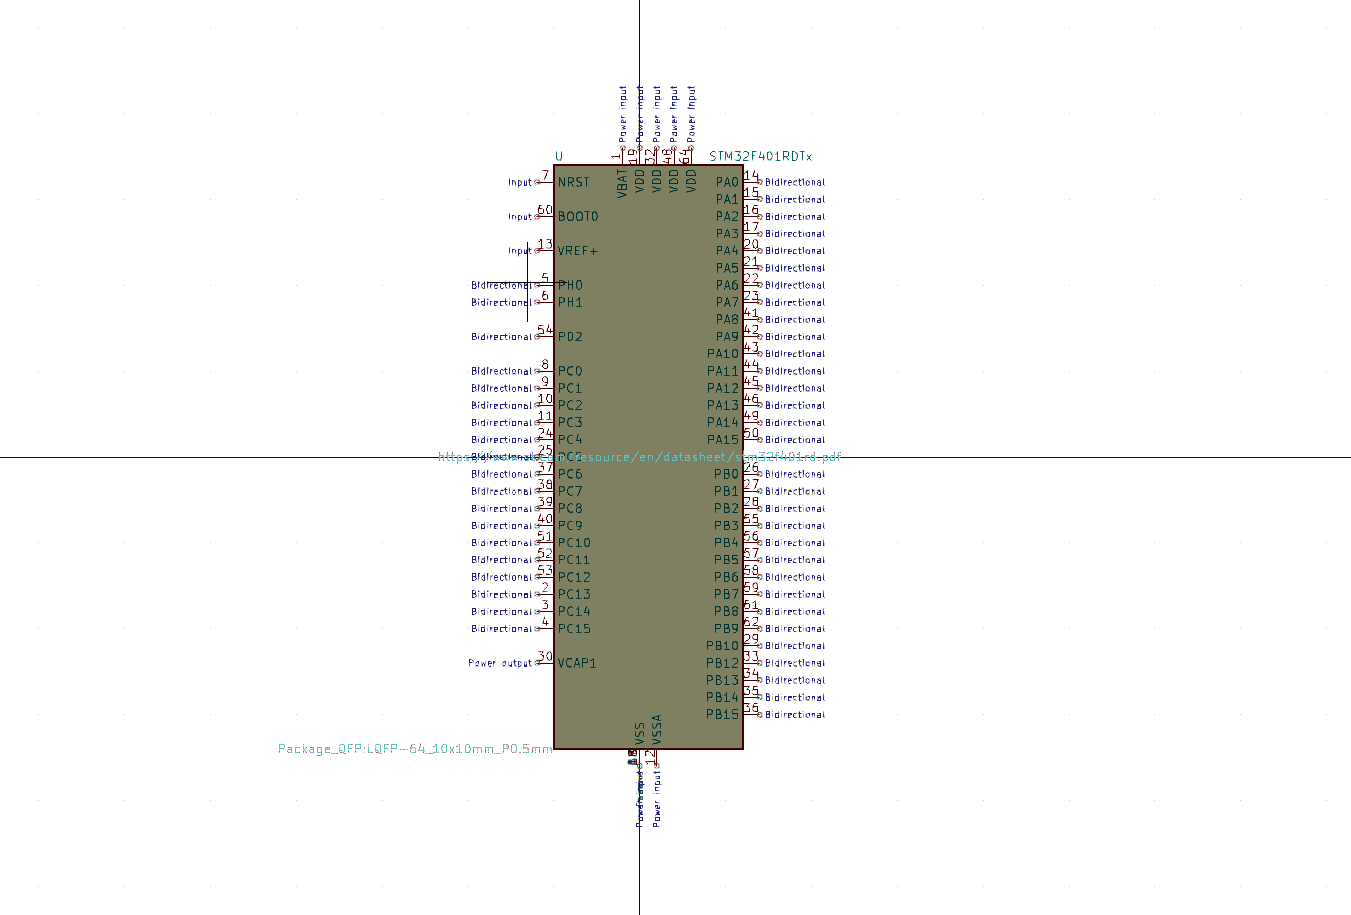 Power input Power input Power input Power input Power input
1 19 32 48 64
U STM32F401RDTx
VBAT VDD VDD VDD VDD
Input 7 NRST PA0 14 Bidirectional
PA1 15 Bidirectional
Input 60 BOOT0 PA2 16 Bidirectional
PA3 17 Bidirectional
Input 13 VREF+ PA4 20 Bidirectional
PA5 21 Bidirectional
Bidirectional 5 PH0 PA6 22 Bidirectional
Bidirectional 6 PH1 PA7 23 Bidirectional
PA8 41 Bidirectional
Bidirectional 54 PD2 PA9 42 Bidirectional
PA10 43 Bidirectional
Bidirectional 8 PC0 PA11 44 Bidirectional
Bidirectional 9 PC1 PA12 45 Bidirectional
Bidirectional 10 PC2 PA13 46 Bidirectional
Bidirectional 11 PC3 PA14 49 Bidirectional
Bidirectional 24 PC4 PA15 50 Bidirectional
Bidirectional 25 PC5
Bidirectional 37 PC6 PB0 26 Bidirectional
Bidirectional 38 PC7 PB1 27 Bidirectional
Bidirectional 39 PC8 PB2 28 Bidirectional
Bidirectional 40 PC9 PB3 55 Bidirectional
Bidirectional 51 PC10 PB4 56 Bidirectional
Bidirectional 52 PC11 PB5 57 Bidirectional
Bidirectional 53 PC12 PB6 58 Bidirectional
Bidirectional 2 PC13 PB7 59 Bidirectional
Bidirectional 3 PC14 PB8 61 Bidirectional
Bidirectional 4 PC15 PB9 62 Bidirectional
PB10 29 Bidirectional
Power output 30 VCAP1 PB12 33 Bidirectional
PB13 34 Bidirectional
PB14 35 Bidirectional
PB15 36 Bidirectional
VSS VSSA
Package_QFP:LQFP-64_10x10mm_P0.5mm
12
Power input Power input